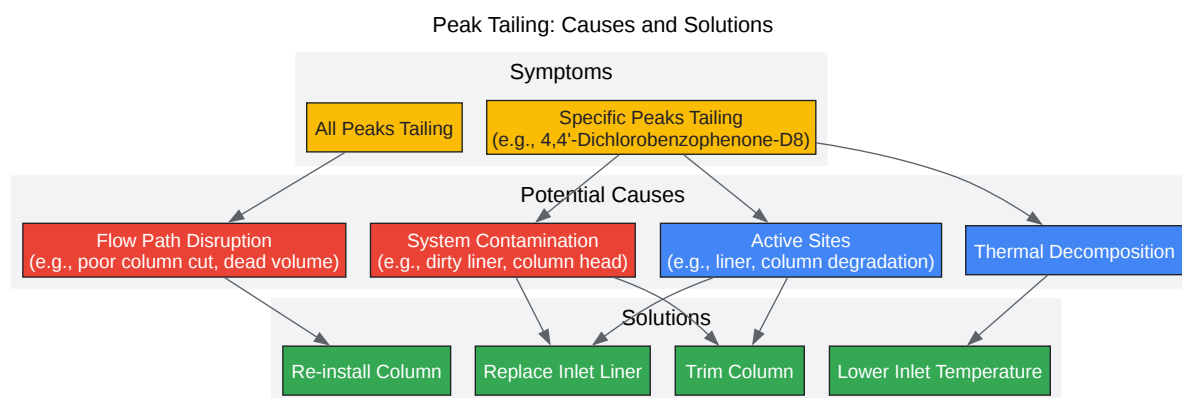 Peak Tailing: Causes and Solutions
Symptoms
All Peaks Tailing
Specific Peaks Tailing
(e.g., 4,4'-Dichlorobenzophenone-D8)
Potential Causes
Flow Path Disruption
(e.g., poor column cut, dead volume)
System Contamination
(e.g., dirty liner, column head)
Active Sites
(e.g., liner, column degradation)
Thermal Decomposition
Solutions
Re-install Column
Replace Inlet Liner
Trim Column
Lower Inlet Temperature